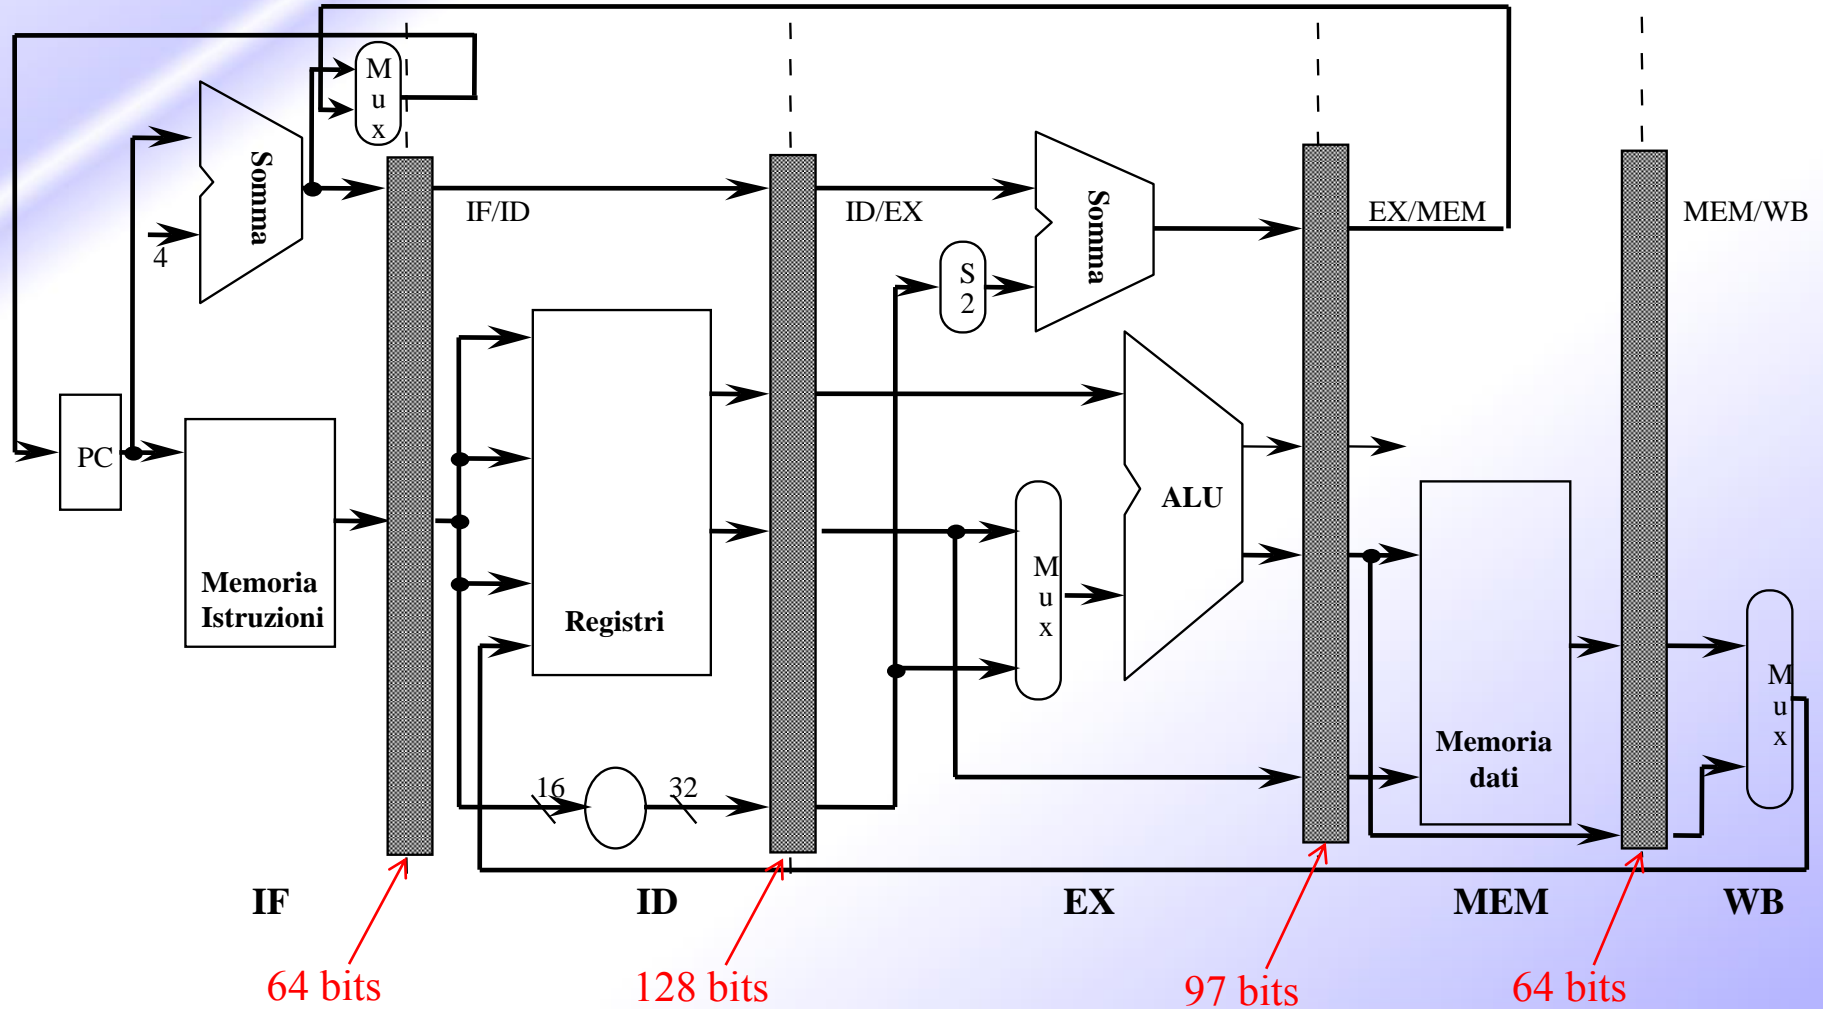 M
u
x
Somma
4
IF/ID
ID/EX
EX/MEM
MEM/WB
S
2
Somma
PC
Memoria
Istruzioni
Registri
ALU
M
u
x
Memoria
dati
M
u
x
16
32
IF
ID
EX
MEM
WB
64 bits
128 bits
97 bits
64 bits